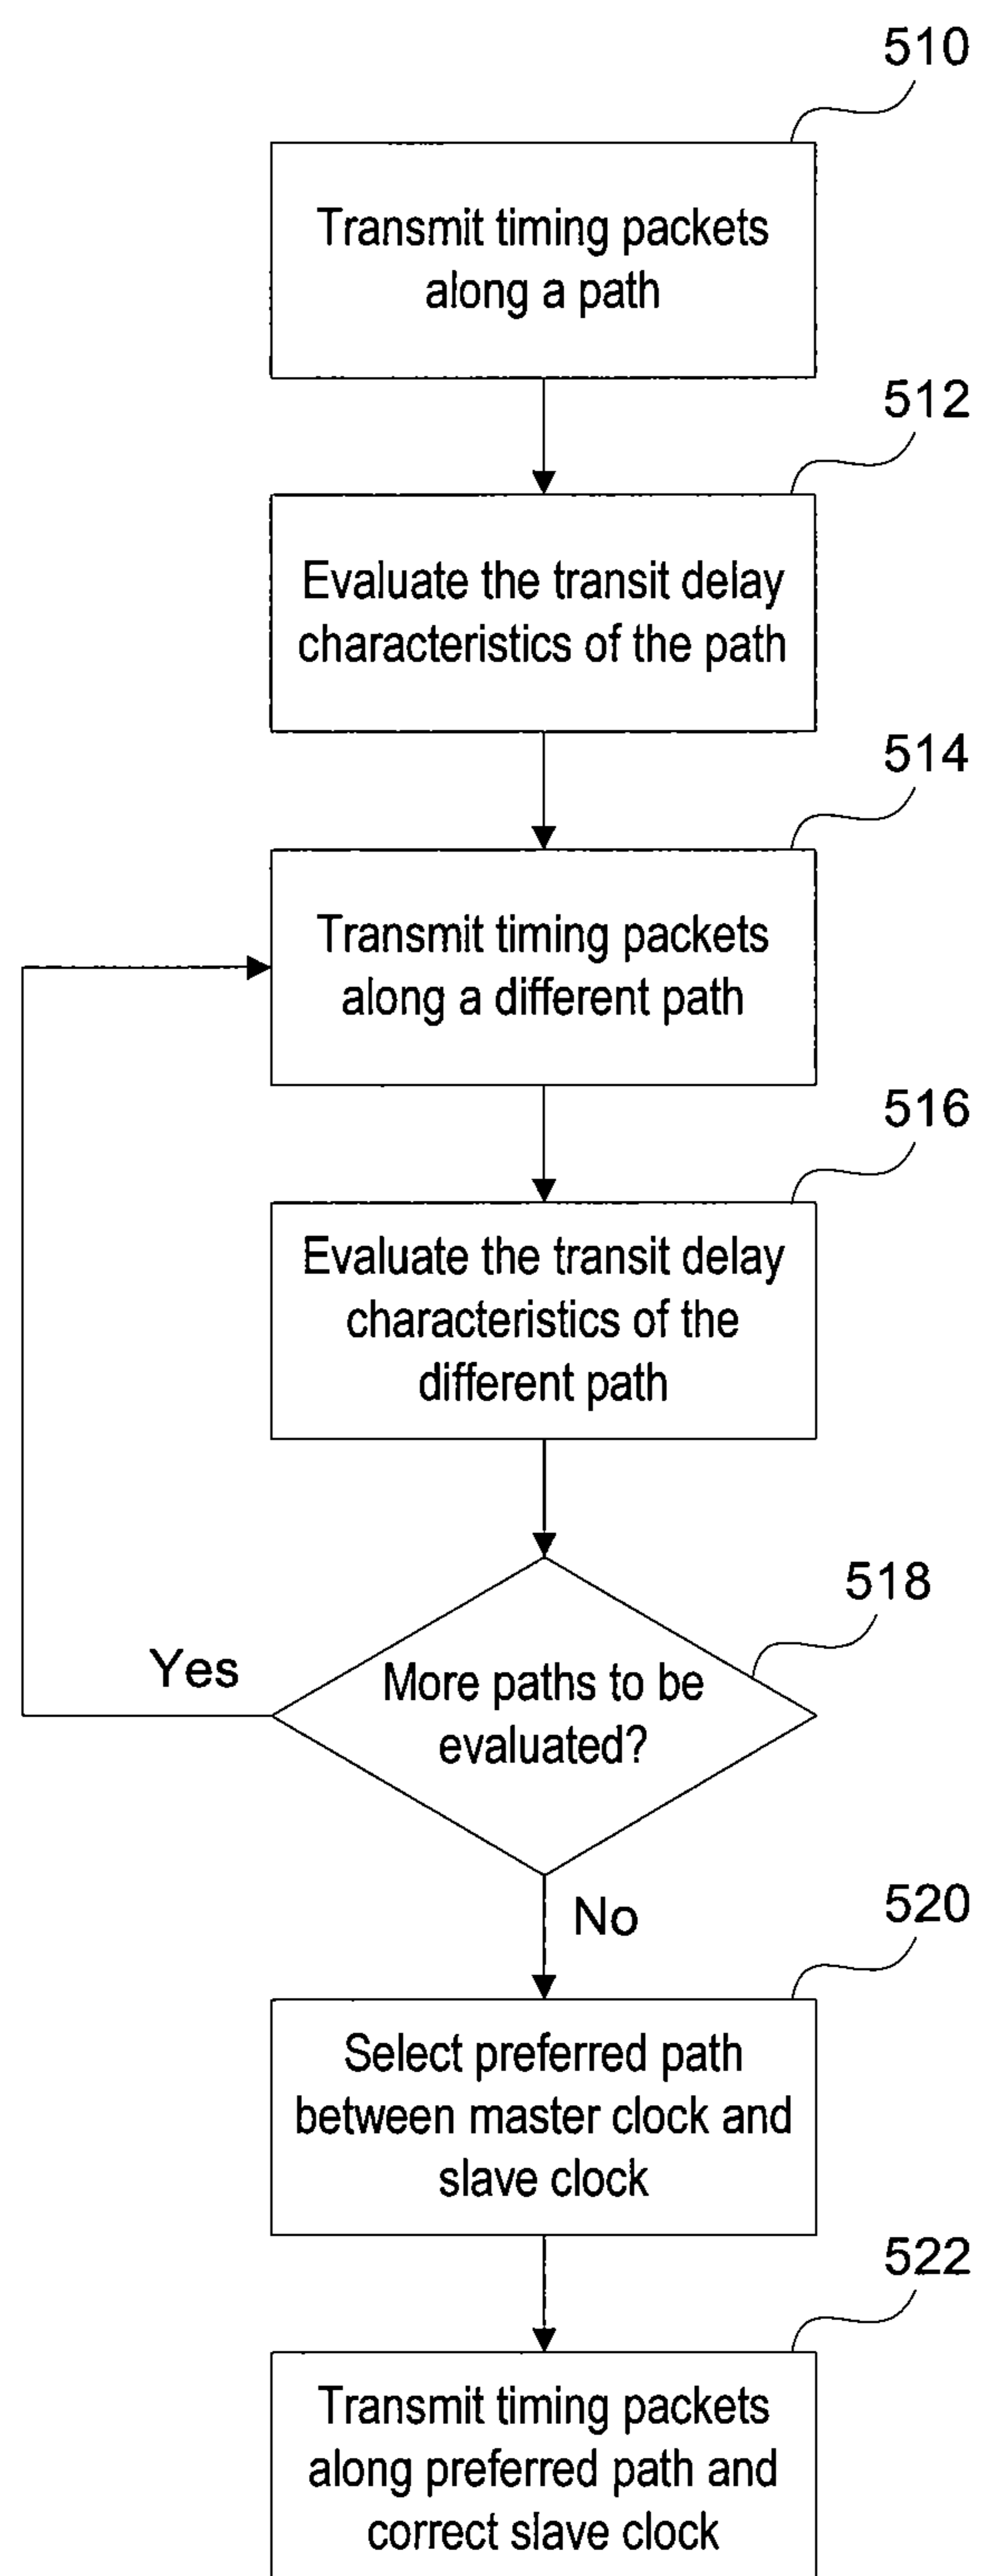 510
Transmit timing packets
along a path
512
Evaluate the transit delay
characteristics of the path
514
Transmit timing packets
along a different path
516
Evaluate the transit delay
characteristics of the
different path
518
Yes
More paths to be
evaluated?
No
520
Select preferred path
between master clock and
slave clock
522
Transmit timing packets
along preferred path and
correct slave clock